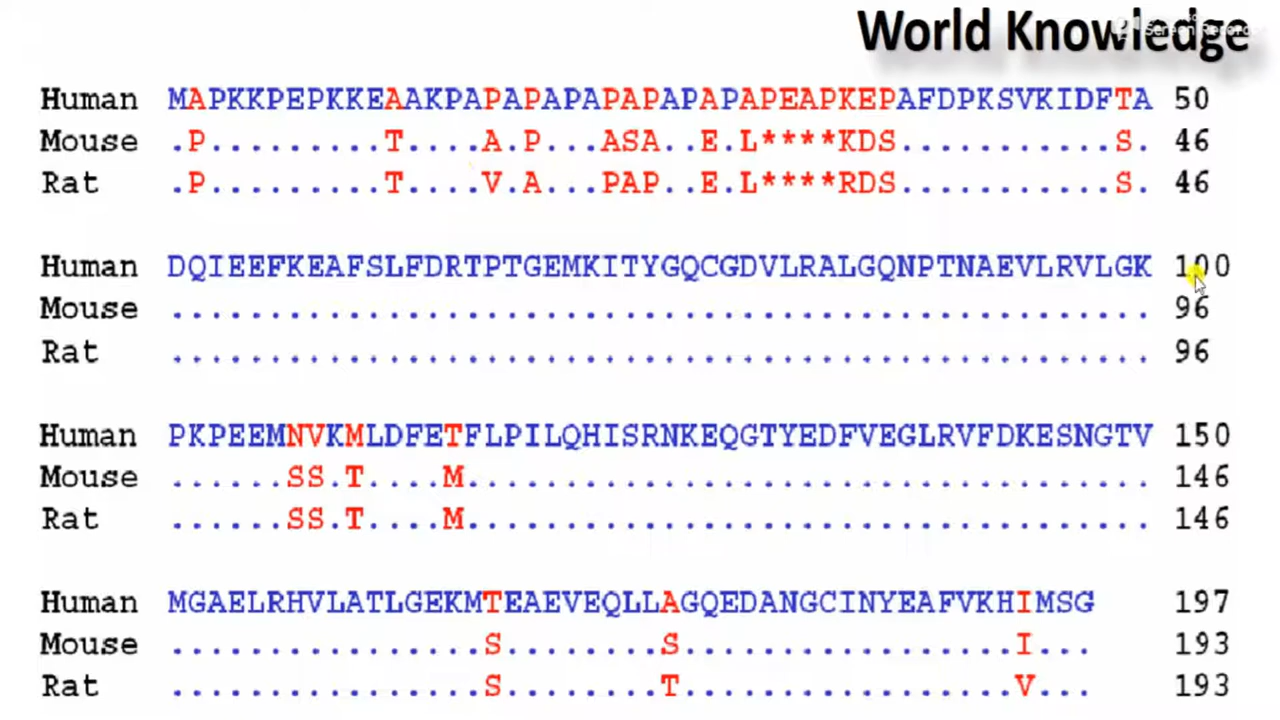 World Knowledge
Human MAPKKPEPKKEAAKPAPAPAPAPAPAPAPAPEAPKEPAFDPKSVKIDFTA 50
Mouse .P.........T....A.P...ASA..E.L****KDS...........S. 46
Rat .P.........T....V.A...PAP..E.L****RDS...........S. 46
Human DQIEEFKEAFSLFDRTPTGEMKITYGQCGDVLRALGQNPTNAEVLRVLGK 100
Mouse .................................................. 96
Rat .................................................. 96
Human PKPEEMNVKMLDFETFLPILQHISRNKEQGTYEDFVEGLRVFDKESNGTV 150
Mouse ......SS.T....M................................... 146
Rat ......SS.T....M................................... 146
Human MGAELRHVLATLGEKMTEAEVEQLLAGQEDANGCINYEAFVKHIMSG 197
Mouse ................S........S.................I... 193
Rat ................S........T.................V... 193